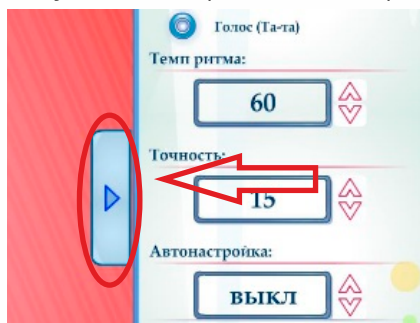 Голос (Та-та)
Темп ритма:
60
Точность:
15
Автонастройка:
ВЫКЛ